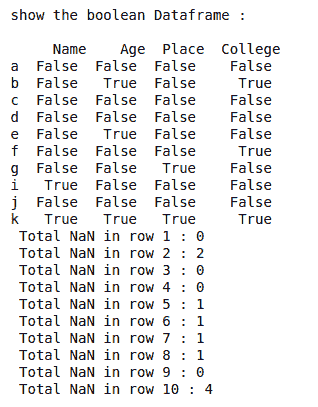 show the boolean Dataframe :
Name Age Place College
a False False False False
b False True False True
c False False False False
d False False False False
e False True False False
f False False False True
g False False True False
i True False False False
j False False False False
k True True True True
Total NaN in row 1 : 0
Total NaN in row 2 : 2
Total NaN in row 3 : 0
Total NaN in row 4 : 0
Total NaN in row 5 : 1
Total NaN in row 6 : 1
Total NaN in row 7 : 1
Total NaN in row 8 : 1
Total NaN in row 9 : 0
Total NaN in row 10 : 4